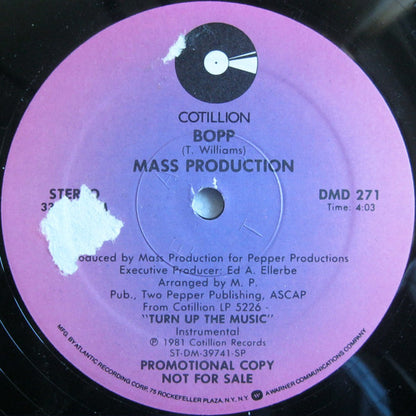 COTILLION
BOPP
(T. Williams)
MASS PRODUCTION
STEREO
DMD 271
33
Time: 4:03
oduced by Mass Production for Pepper Productions
Executive Producer: Ed A. Ellerbe
Arranged by M. P.
Pub., Two Pepper Publishing, ASCAP
From Cotillion LP 5226 -
"TURN UP THE MUSIC"
Instrumental
℗ 1981 Cotillion Records
ST-DM-39741-SP
PROMOTIONAL COPY
NOT FOR SALE
MFG. BY ATLANTIC RECORDING CORP. 75 ROCKEFELLER PLAZA, N.Y. N.Y. A WARNER COMMUNICATIONS COMPANY